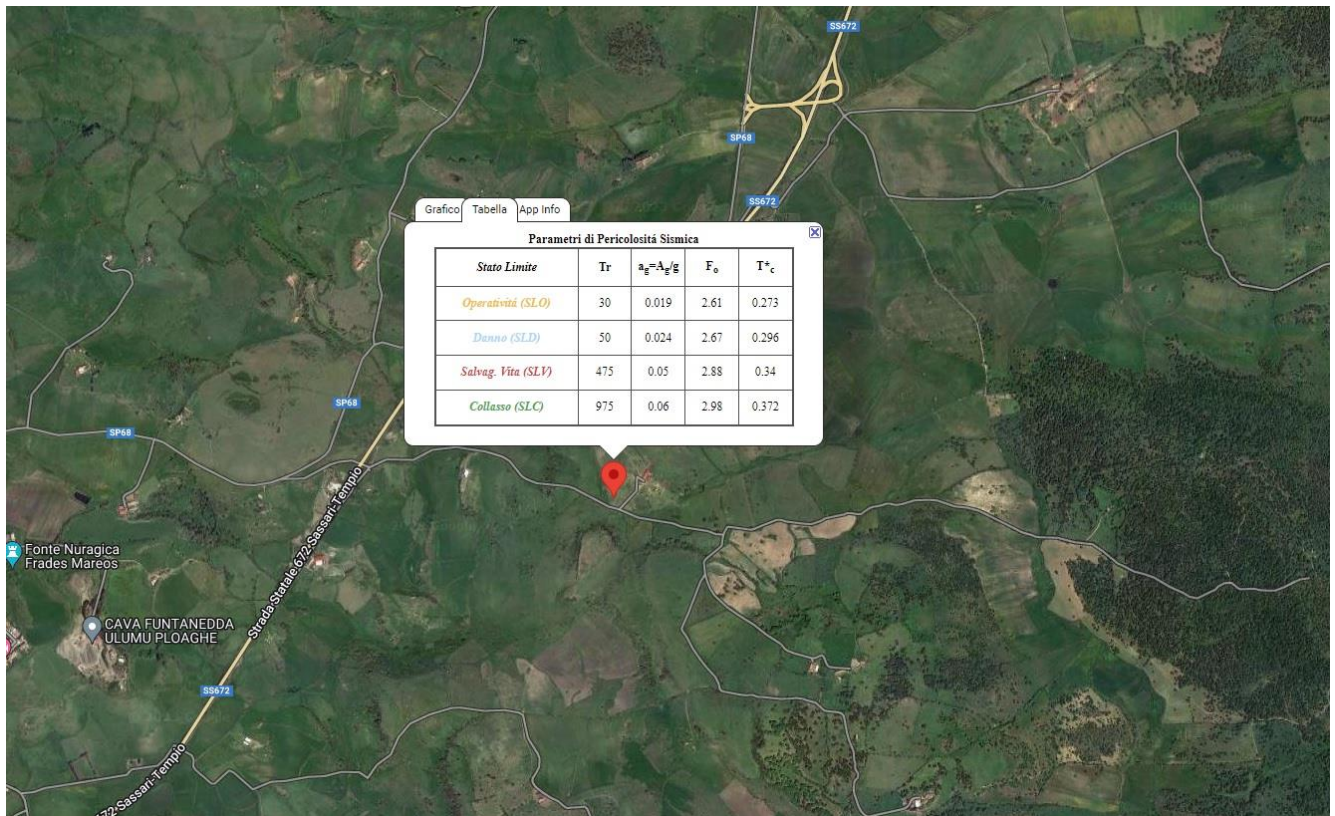 SS672
SP68
SS672
Grafico Tabella App Info
Parametri di Pericolositá Sismica
Stato Limite Tr ag=Ag/g Fo T*c
Operativitá (SLO) 30 0.019 2.61 0.273
Danno (SLD) 50 0.024 2.67 0.296
Salvag. Vita (SLV) 475 0.05 2.88 0.34
Collasso (SLC) 975 0.06 2.98 0.372
SP68
SP68
Strada Statale 672 Sassari-Tempio
Fonte Nuragica
Frades Mareos
CAVA FUNTANEDDA
ULUMU PLOAGHE
SS672
672 Sassari-Tempio